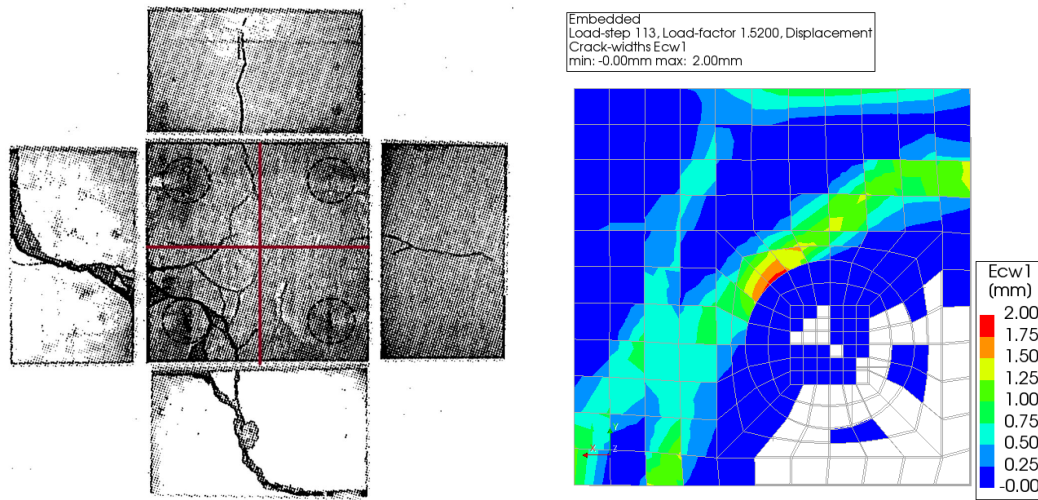 Embedded
Load-step 113, Load-factor 1.5200, Displacement
Crack-widths Ecw1
min: -0.00mm max: 2.00mm
Ecw1
(mm)
2.00
1.75
1.50
1.25
1.00
0.75
0.50
0.25
-0.00
Y
X
Z